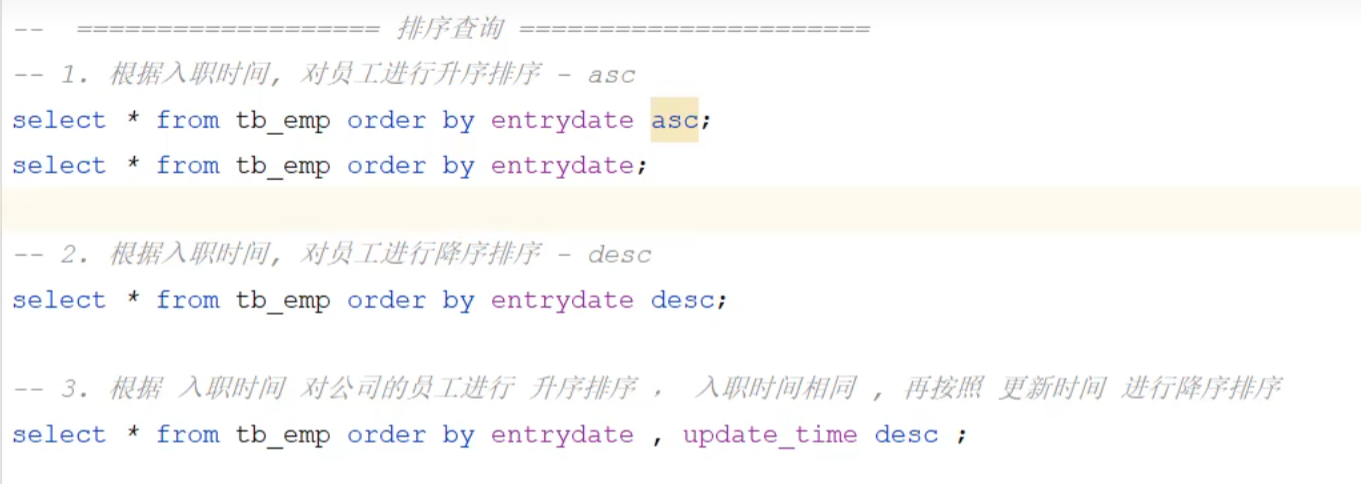 -- =================== 排序查询 ======================
-- 1. 根据入职时间, 对员工进行升序排序 - asc
select * from tb_emp order by entrydate asc;
select * from tb_emp order by entrydate;
-- 2. 根据入职时间, 对员工进行降序排序 - desc
select * from tb_emp order by entrydate desc;
-- 3. 根据 入职时间 对公司的员工进行 升序排序 ， 入职时间相同 , 再按照 更新时间 进行降序排序
select * from tb_emp order by entrydate , update_time desc ;